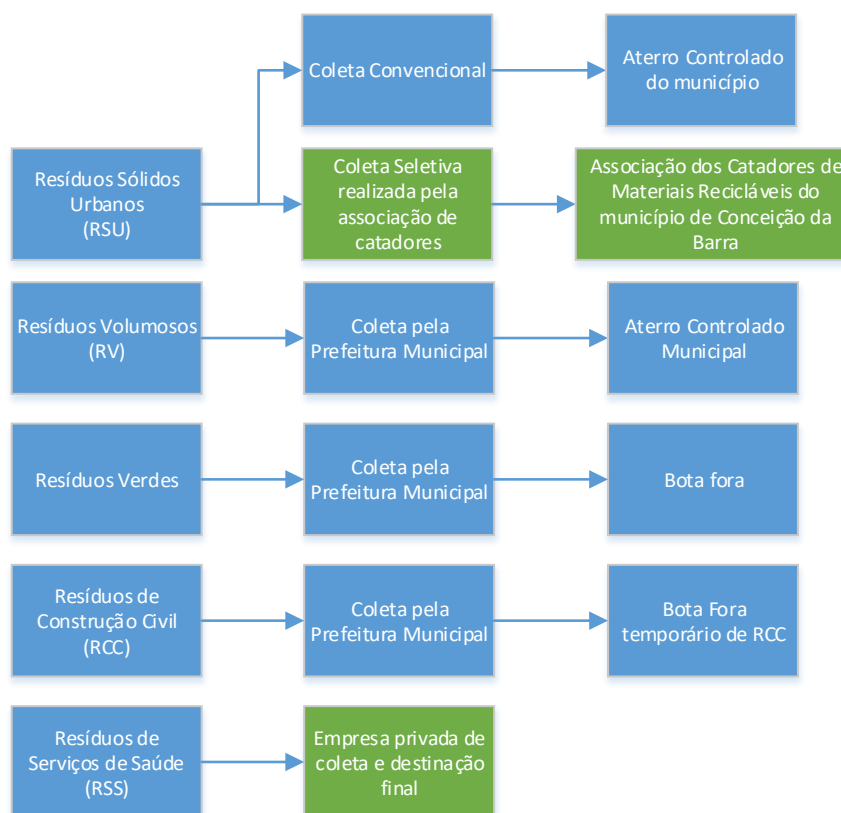 Coleta Convencional
Aterro Controlado
do município
Resíduos Sólidos
Urbanos
(RSU)
Coleta Seletiva
realizada pela
associação de
catadores
Associação dos Catadores de
Materiais Recicláveis do
município de Conceição da
Barra
Resíduos Volumosos
(RV)
Coleta pela
Prefeitura Municipal
Aterro Controlado
Municipal
Resíduos Verdes
Coleta pela
Prefeitura Municipal
Bota fora
Resíduos de
Construção Civil
(RCC)
Coleta pela
Prefeitura Municipal
Bota Fora
temporário de RCC
Resíduos de
Serviços de Saúde
(RSS)
Empresa privada de
coleta e destinação
final